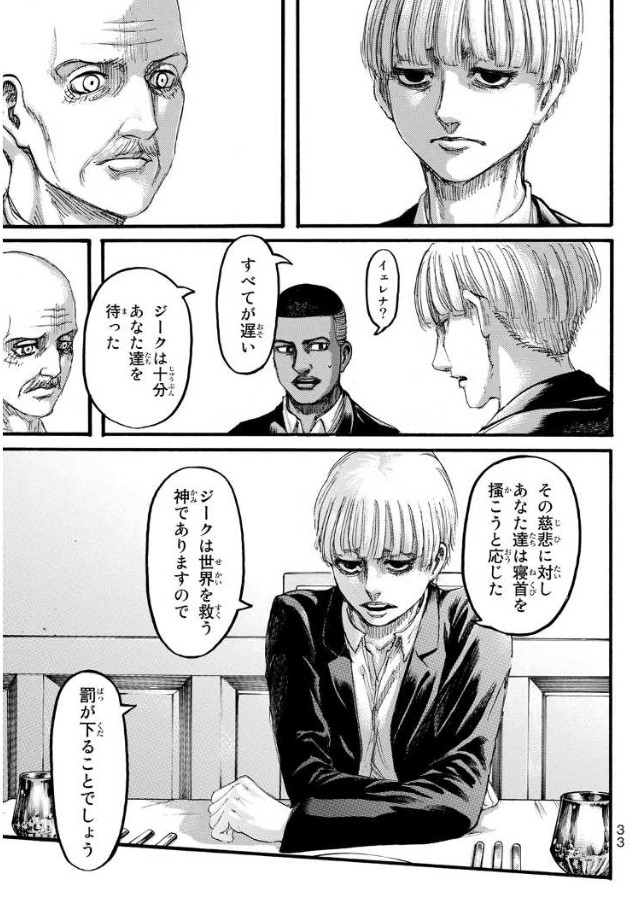 イェレナ?
すべてが遅い
ジークは十分
あなた達を
待った
その慈悲に対し
あなた達は寝首を
掻こうと応じた
ジークは世界を救う
神でありますので
罰が下ることでしょう
33